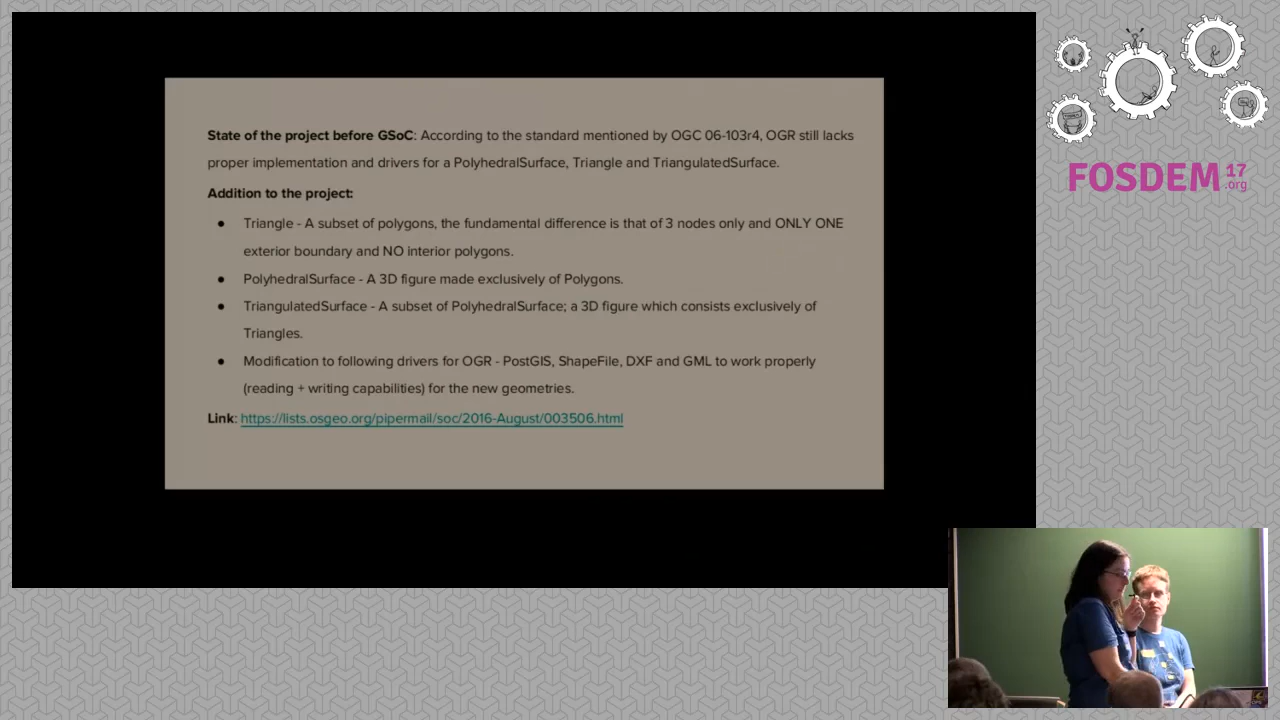 State of the project before GSoC: According to the standard mentioned by OGC 06-103r4, OGR still lacks
proper implementation and drivers for a PolyhedralSurface, Triangle and TriangulatedSurface.
Addition to the project:
● Triangle - A subset of polygons, the fundamental difference is that of 3 nodes only and ONLY ONE
exterior boundary and NO interior polygons.
● PolyhedralSurface - A 3D figure made exclusively of Polygons.
● TriangulatedSurface - A subset of PolyhedralSurface; a 3D figure which consists exclusively of
Triangles.
● Modification to following drivers for OGR - PostGIS, ShapeFile, DXF and GML to work properly
(reading + writing capabilities) for the new geometries.
Link: https://lists.osgeo.org/pipermail/soc/2016-August/003506.html
FOSDEM 17
.org